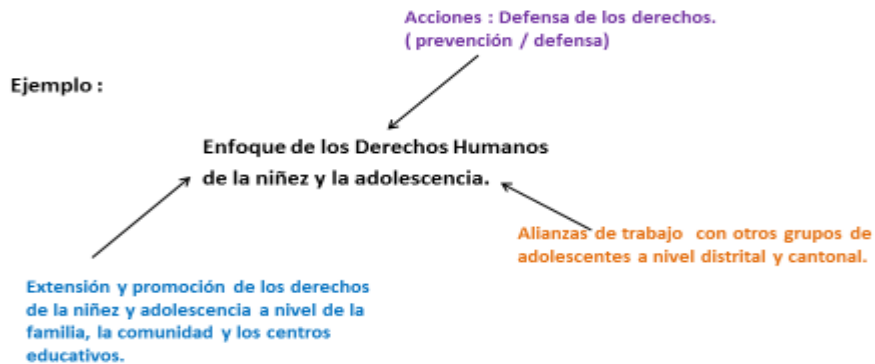 Acciones : Defensa de los derechos.
( prevención / defensa)
Ejemplo :
Enfoque de los Derechos Humanos
de la niñez y la adolescencia.
Alianzas de trabajo con otros grupos de
adolescentes a nivel distrital y cantonal.
Extensión y promoción de los derechos
de la niñez y adolescencia a nivel de la
familia, la comunidad y los centros
educativos.